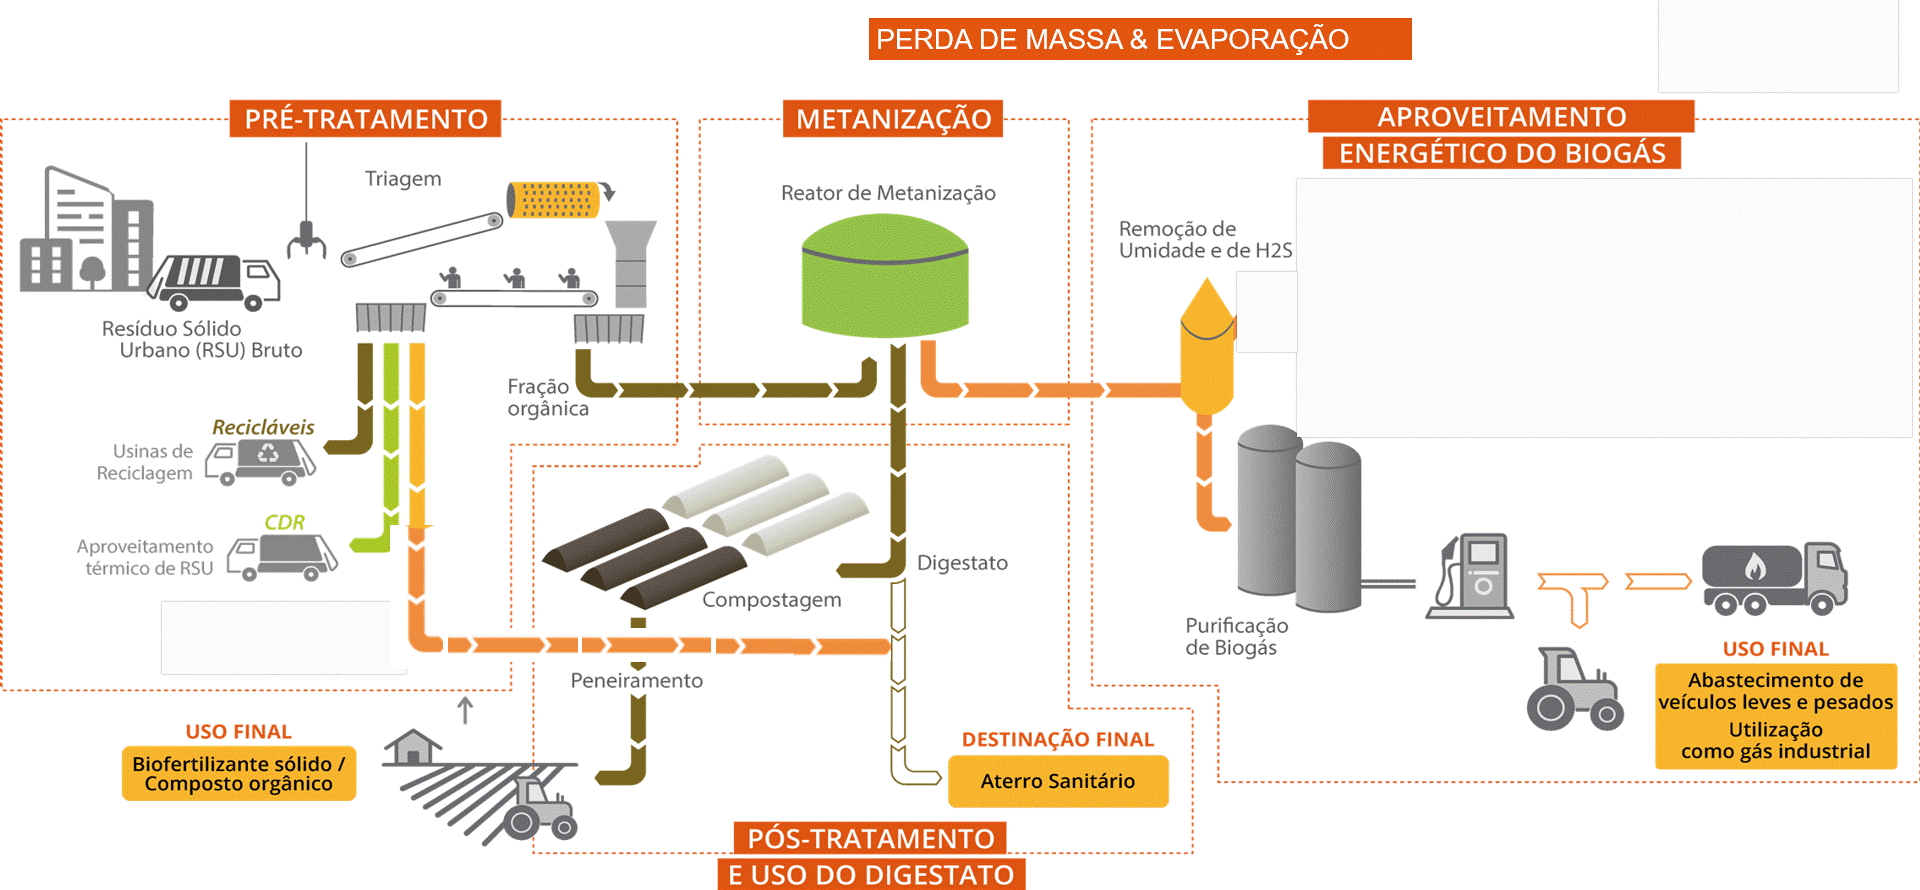 PERDA DE MASSA & EVAPORAÇÃO
PRÉ-TRATAMENTO
METANIZAÇÃO
APROVEITAMENTO
ENERGÉTICO DO BIOGÁS
Triagem
Reator de Metanização
Remoção de
Umidade e de H2S
Resíduo Sólido
Urbano (RSU) Bruto
Fração
orgânica
Recicláveis
Usinas de
Reciclagem
CDR
Aproveitamento
térmico de RSU
Digestato
Compostagem
Purificação
de Biogás
Peneiramento
USO FINAL
Abastecimento de
veículos leves e pesados
Utilização
como gás industrial
USO FINAL
Biofertilizante sólido /
Composto orgânico
DESTINAÇÃO FINAL
Aterro Sanitário
PÓS-TRATAMENTO
E USO DO DIGESTATO